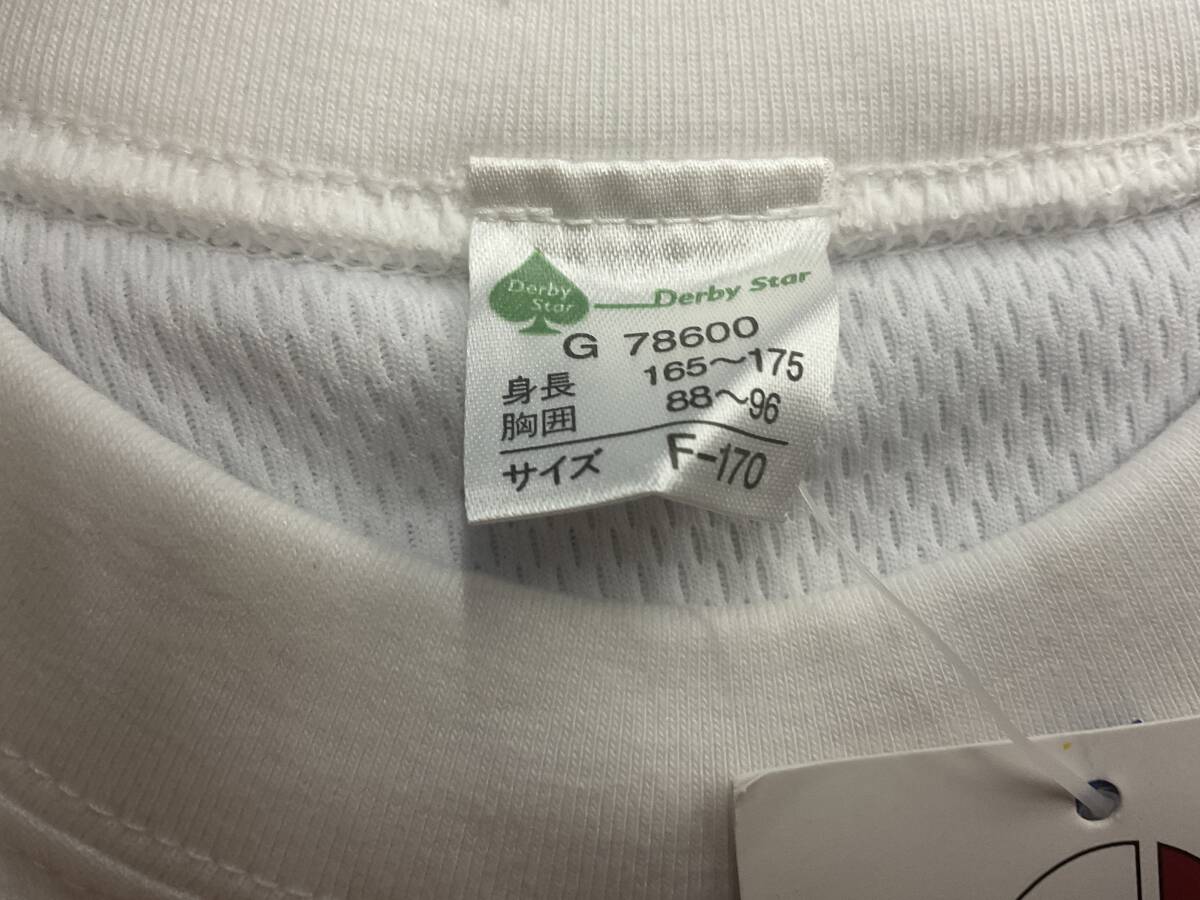 Derby
Star
Derby Star
G 78600
身長 165～175
胸囲 88～96
サイズ F-170